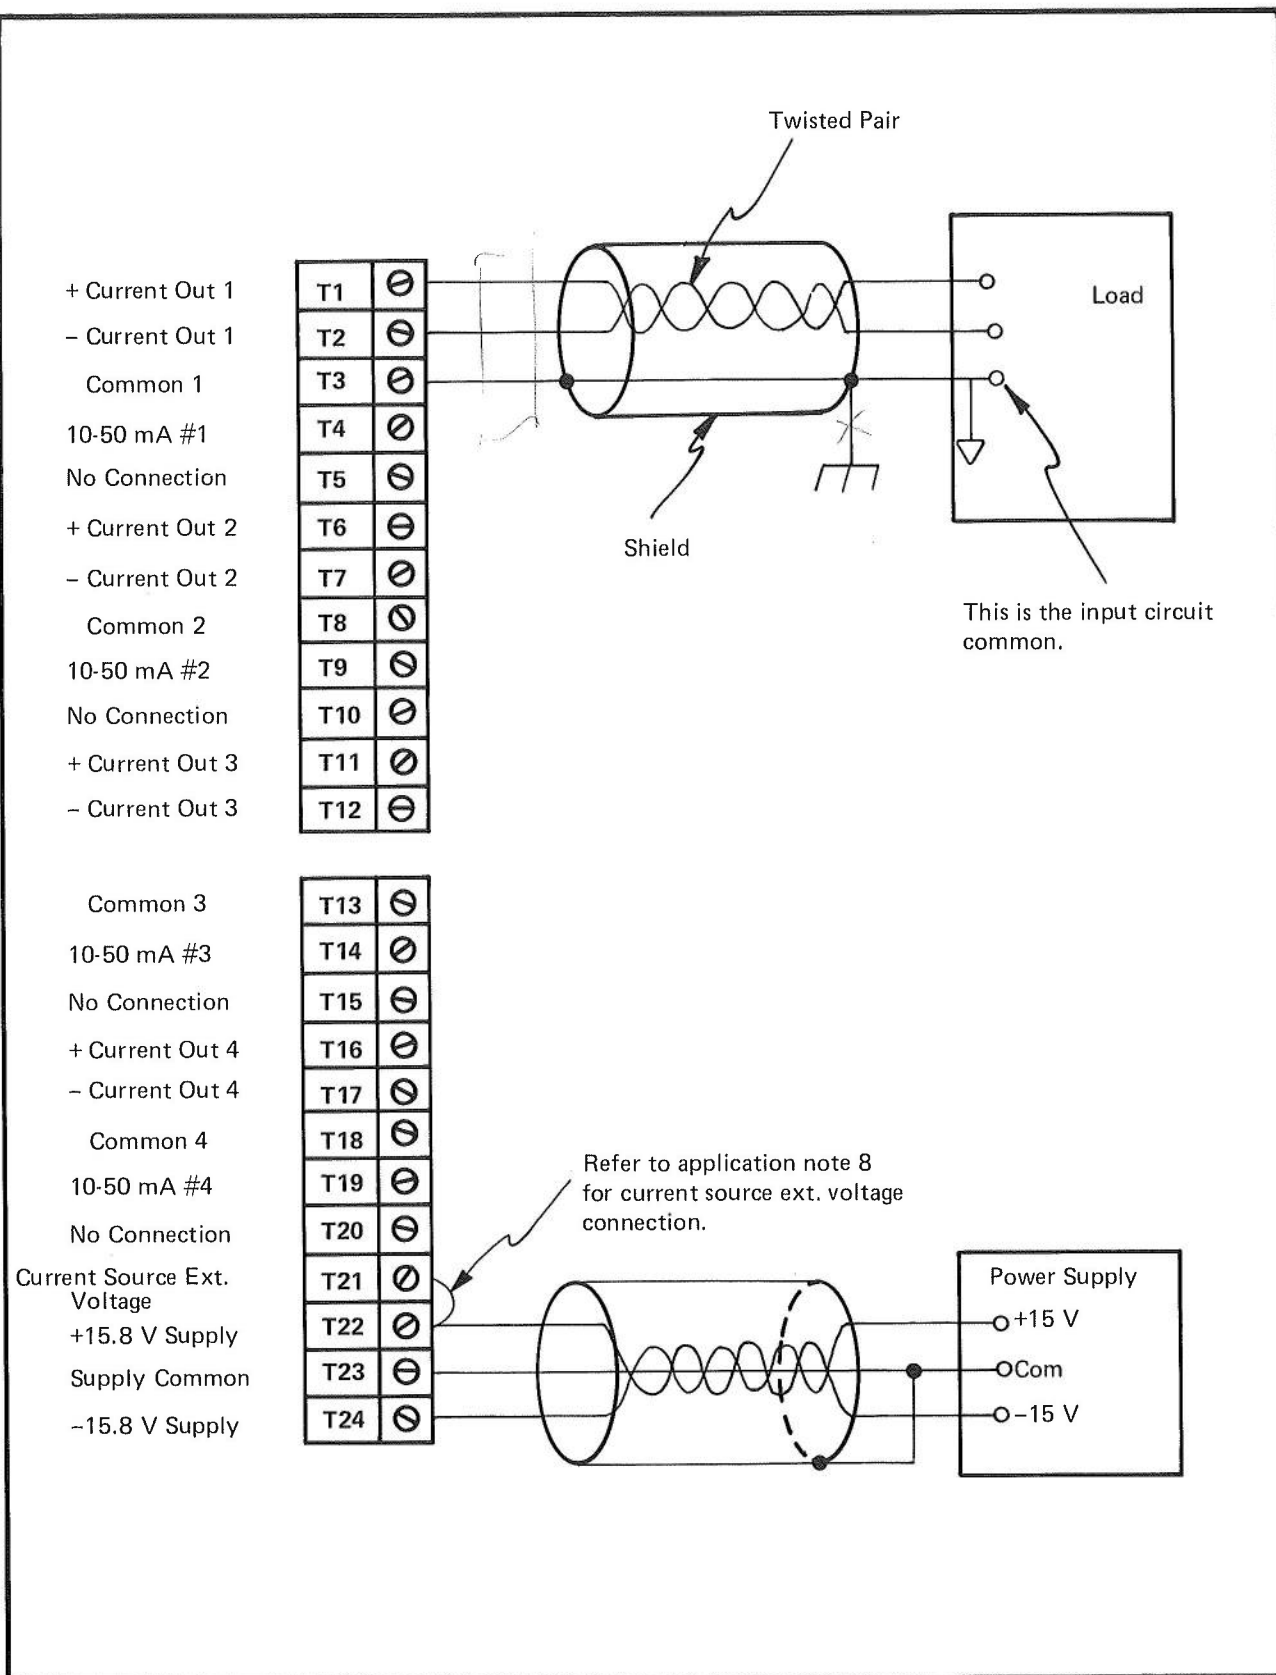 Twisted Pair
+ Current Out 1 T1
Load
− Current Out 1 T2
Common 1 T3
10-50 mA #1 T4
No Connection T5
+ Current Out 2 T6
Shield
− Current Out 2 T7
This is the input circuit
common.
Common 2 T8
10-50 mA #2 T9
No Connection T10
+ Current Out 3 T11
− Current Out 3 T12
Common 3 T13
10-50 mA #3 T14
No Connection T15
+ Current Out 4 T16
− Current Out 4 T17
Common 4 T18
Refer to application note 8
for current source ext. voltage
connection.
10-50 mA #4 T19
No Connection T20
Current Source Ext.
Voltage
T21
Power Supply
+15.8 V Supply T22
+15 V
Supply Common T23
Com
−15.8 V Supply T24
−15 V